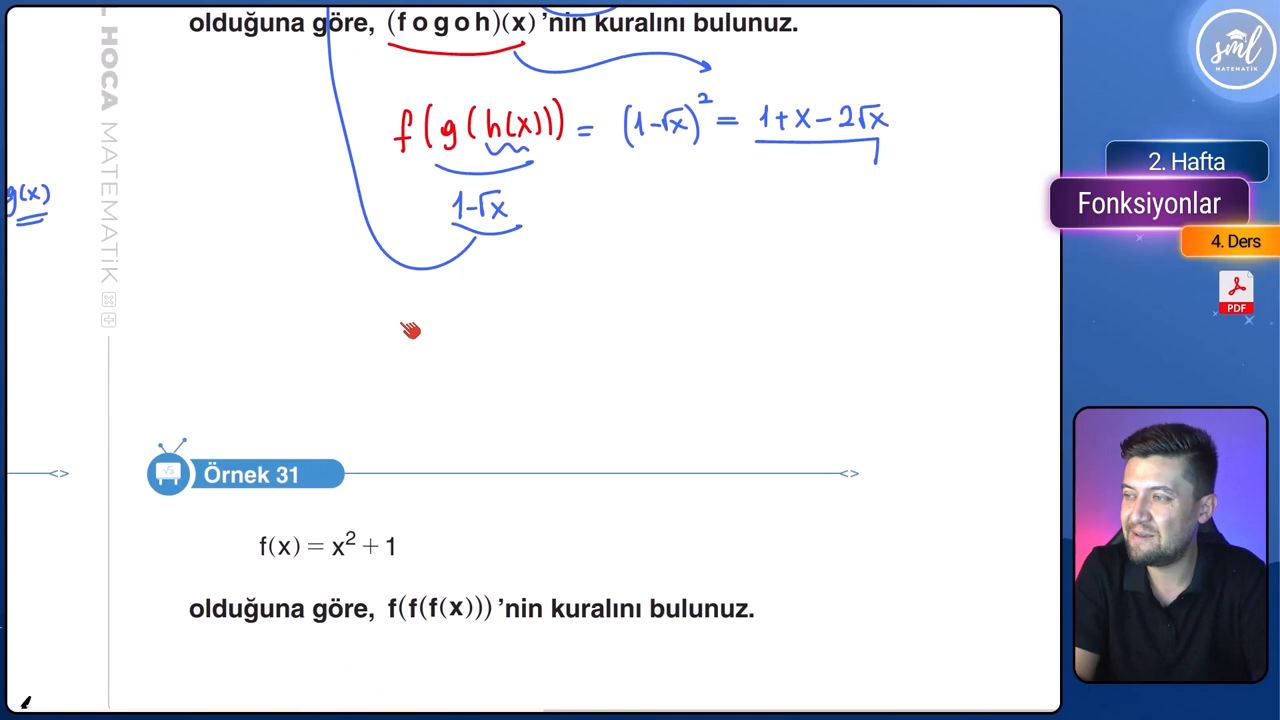 olduğuna göre, (f o g o h)(x) 'nin kuralını bulunuz.
f(g(h(x))) = (1-√x)² = 1+x-2√x
1-√x
g(x)
HOCA MATEMATİK
Örnek 31
√5
f(x) = x² + 1
olduğuna göre, f(f(f(x))) 'nin kuralını bulunuz.
sml
MATEMATİK
2. Hafta
Fonksiyonlar
4. Ders
PDF